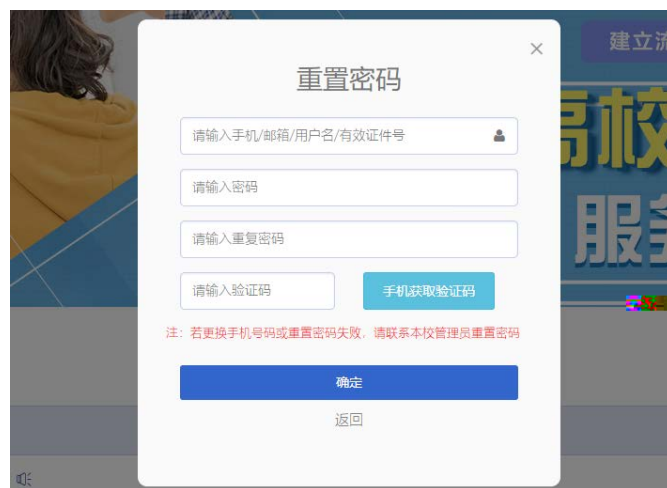 建立流
×
重置密码
高校
服务
请输入手机/邮箱/用户名/有效证件号
请输入密码
请输入重复密码
请输入验证码
手机获取验证码
注：若更换手机号码或重置密码失败，请联系本校管理员重置密码
确定
返回